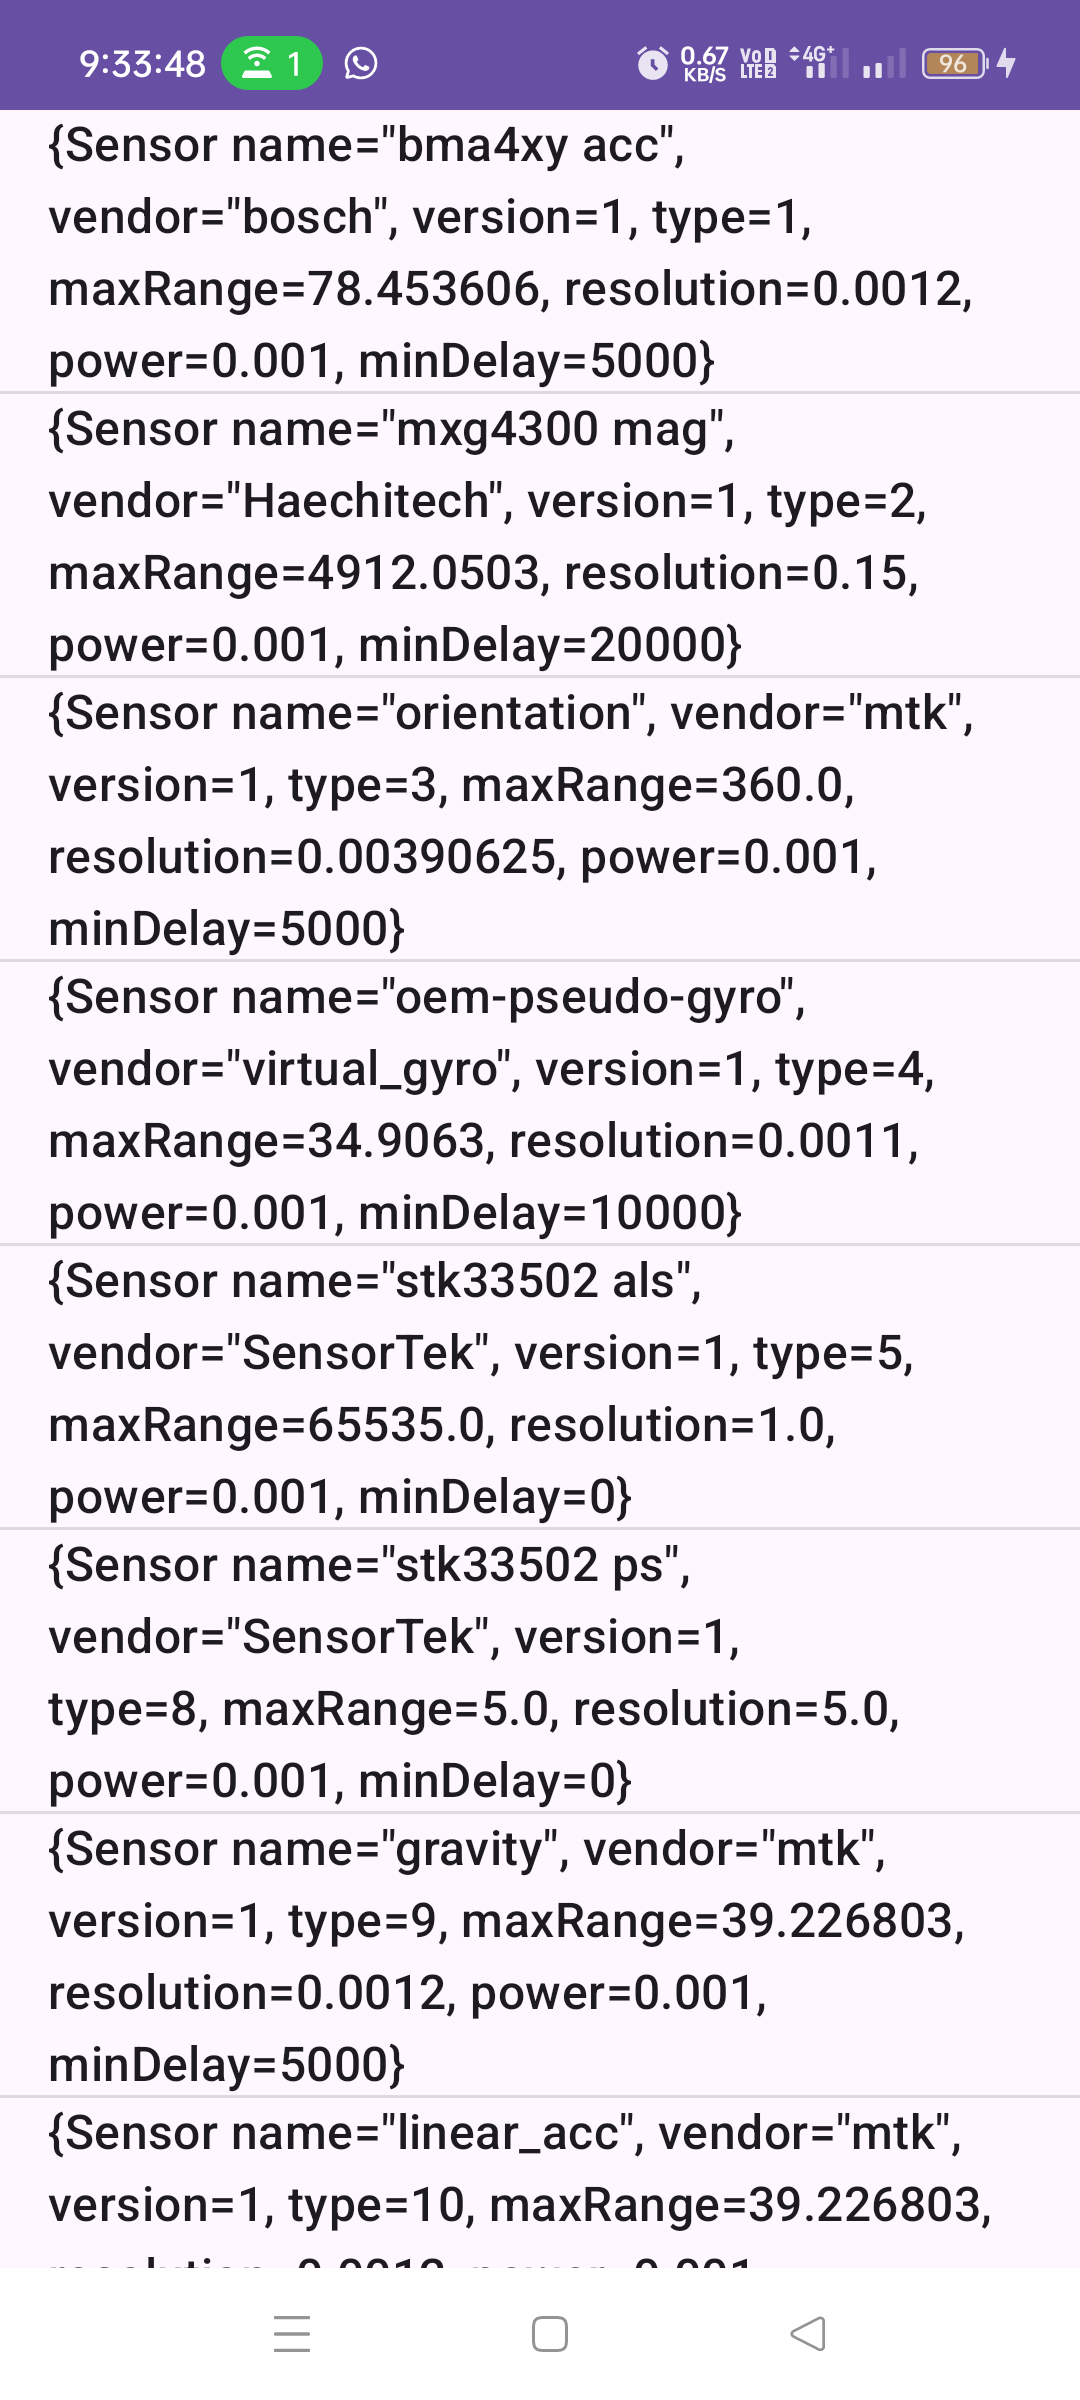 9:33:48 1 0.67 KB/S Vo D LTE 2 4G+ 96
{Sensor name="bma4xy acc",
vendor="bosch", version=1, type=1,
maxRange=78.453606, resolution=0.0012,
power=0.001, minDelay=5000}
{Sensor name="mxg4300 mag",
vendor="Haechitech", version=1, type=2,
maxRange=4912.0503, resolution=0.15,
power=0.001, minDelay=20000}
{Sensor name="orientation", vendor="mtk",
version=1, type=3, maxRange=360.0,
resolution=0.00390625, power=0.001,
minDelay=5000}
{Sensor name="oem-pseudo-gyro",
vendor="virtual_gyro", version=1, type=4,
maxRange=34.9063, resolution=0.0011,
power=0.001, minDelay=10000}
{Sensor name="stk33502 als",
vendor="SensorTek", version=1, type=5,
maxRange=65535.0, resolution=1.0,
power=0.001, minDelay=0}
{Sensor name="stk33502 ps",
vendor="SensorTek", version=1,
type=8, maxRange=5.0, resolution=5.0,
power=0.001, minDelay=0}
{Sensor name="gravity", vendor="mtk",
version=1, type=9, maxRange=39.226803,
resolution=0.0012, power=0.001,
minDelay=5000}
{Sensor name="linear_acc", vendor="mtk",
version=1, type=10, maxRange=39.226803,